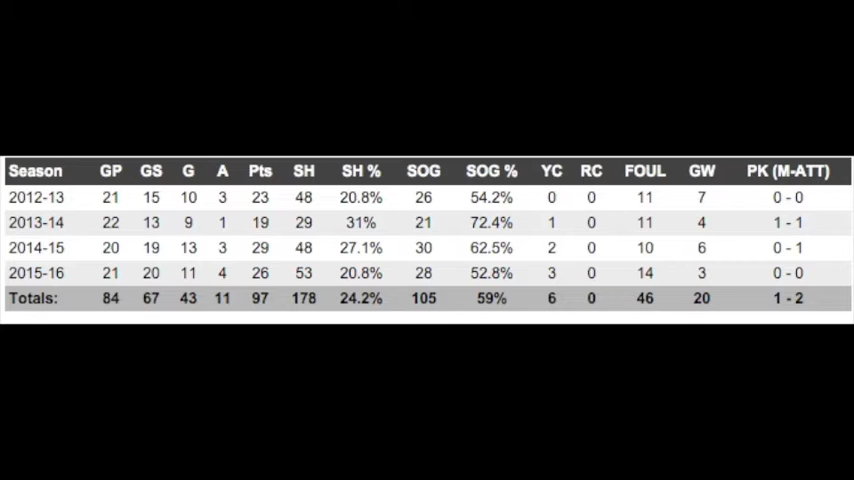 Season GP GS G A Pts SH SH % SOG SOG % YC RC FOUL GW PK (M-ATT)
2012-13 21 15 10 3 23 48 20.8% 26 54.2% 0 0 11 7 0 - 0
2013-14 22 13 9 1 19 29 31% 21 72.4% 1 0 11 4 1 - 1
2014-15 20 19 13 3 29 48 27.1% 30 62.5% 2 0 10 6 0 - 1
2015-16 21 20 11 4 26 53 20.8% 28 52.8% 3 0 14 3 0 - 0
Totals: 84 67 43 11 97 178 24.2% 105 59% 6 0 46 20 1 - 2